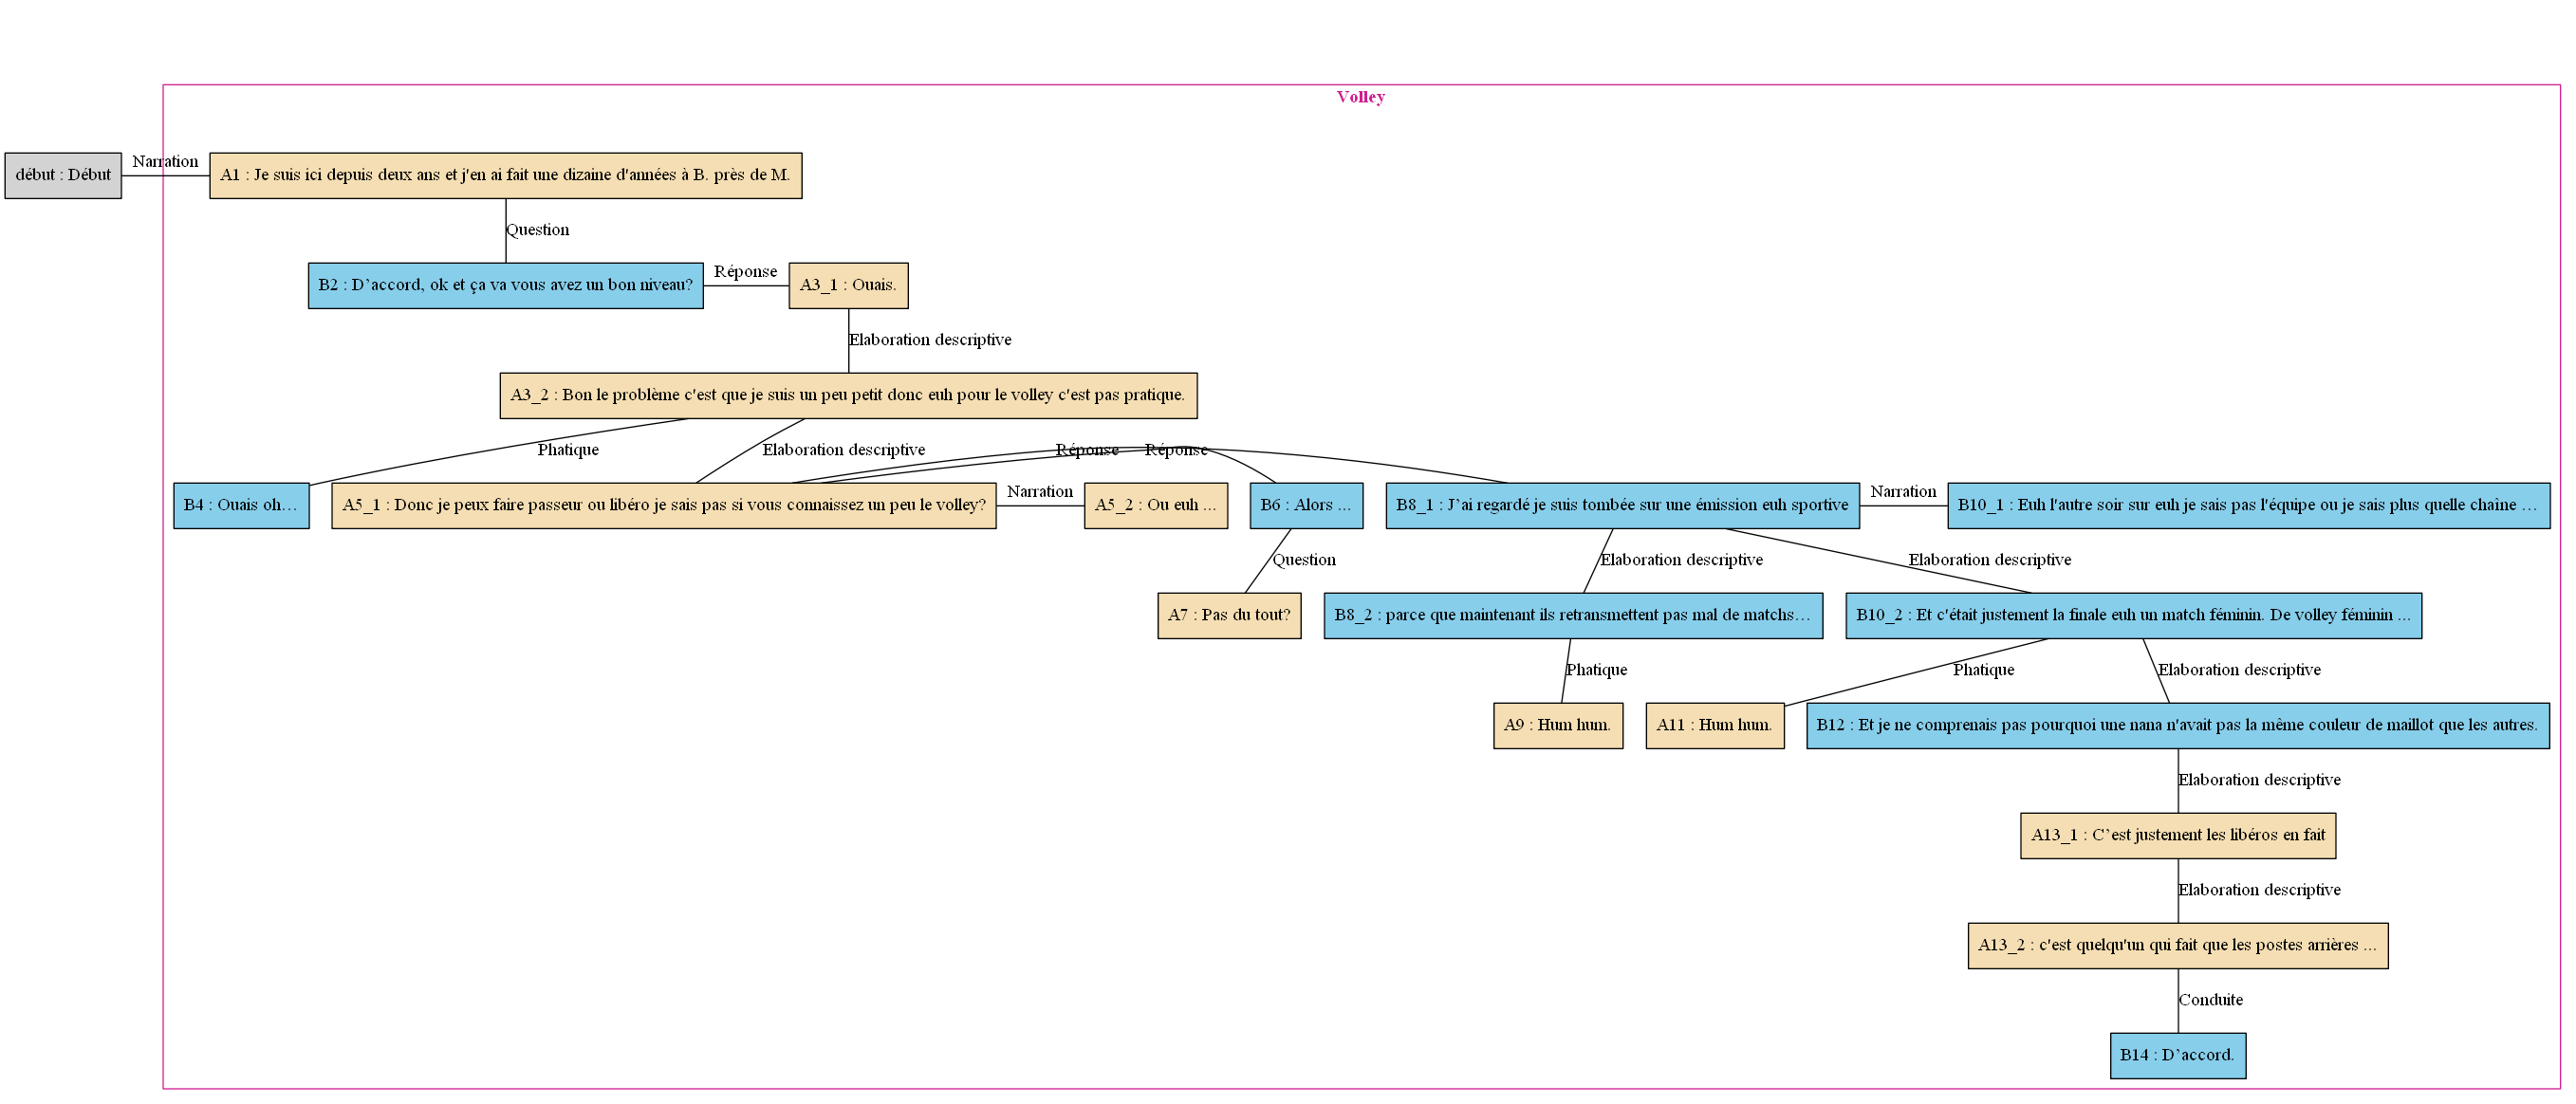 Volley
Narration
début : Début
A1 : Je suis ici depuis deux ans et j'en ai fait une dizaine d'années à B. près de M.
Question
Réponse
B2 : D’accord, ok et ça va vous avez un bon niveau?
A3_1 : Ouais.
Elaboration descriptive
A3_2 : Bon le problème c'est que je suis un peu petit donc euh pour le volley c'est pas pratique.
Phatique
Elaboration descriptive
Réponse
Réponse
B4 : Ouais oh…
A5_1 : Donc je peux faire passeur ou libéro je sais pas si vous connaissez un peu le volley?
Narration
A5_2 : Ou euh ...
B6 : Alors ...
B8_1 : J’ai regardé je suis tombée sur une émission euh sportive
Narration
B10_1 : Euh l'autre soir sur euh je sais pas l'équipe ou je sais plus quelle chaîne …
Question
Elaboration descriptive
Elaboration descriptive
A7 : Pas du tout?
B8_2 : parce que maintenant ils retransmettent pas mal de matchs…
B10_2 : Et c'était justement la finale euh un match féminin. De volley féminin ...
Phatique
Phatique
Elaboration descriptive
A9 : Hum hum.
A11 : Hum hum.
B12 : Et je ne comprenais pas pourquoi une nana n'avait pas la même couleur de maillot que les autres.
Elaboration descriptive
A13_1 : C’est justement les libéros en fait
Elaboration descriptive
A13_2 : c'est quelqu'un qui fait que les postes arrières ...
Conduite
B14 : D’accord.